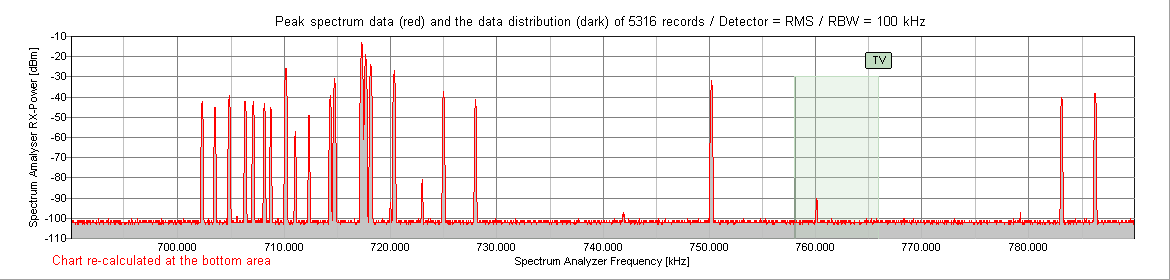 Peak spectrum data (red) and the data distribution (dark) of 5316 records / Detector = RMS / RBW = 100 kHz
Spectrum Analyser RX-Power [dBm]
-10
-20
-30
-40
-50
-60
-70
-80
-90
-100
-110
TV
700.000 710.000 720.000 730.000 740.000 750.000 760.000 770.000 780.000
Chart re-calculated at the bottom area
Spectrum Analyzer Frequency [kHz]